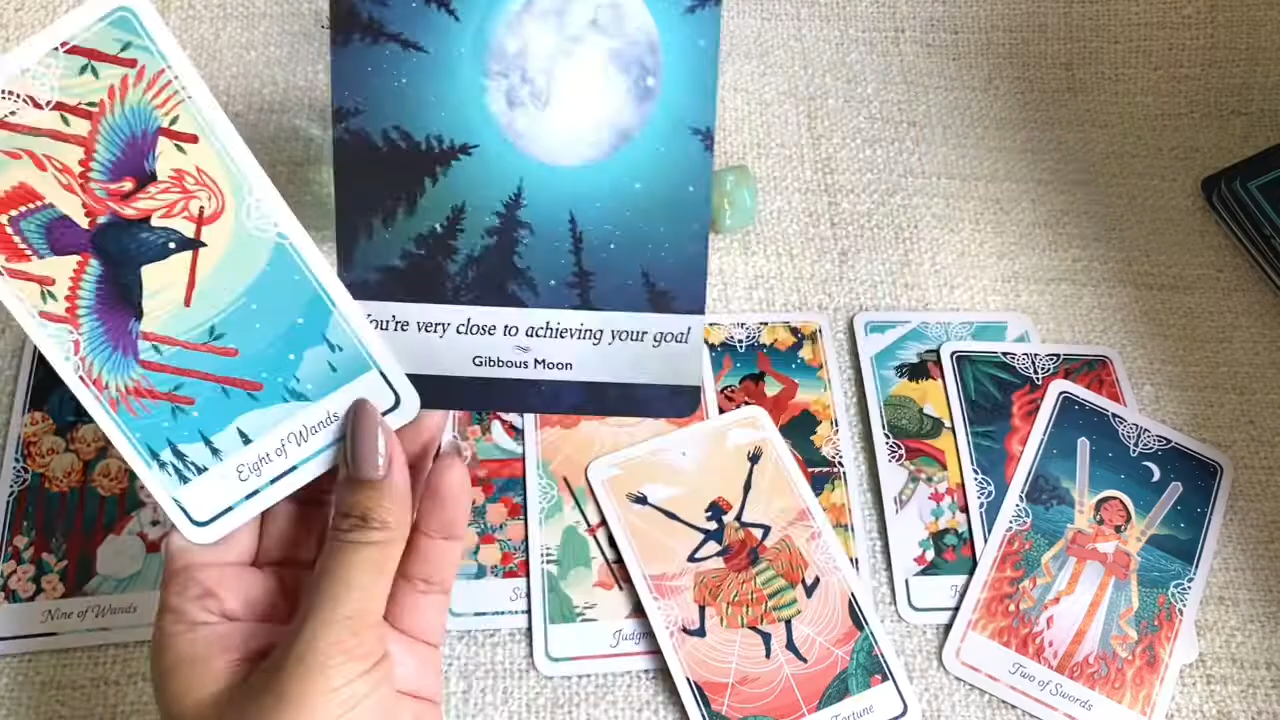 You're very close to achieving your goal
Gibbous Moon
Eight of Wands
Nine of Wands
Two of Swords
Fortune